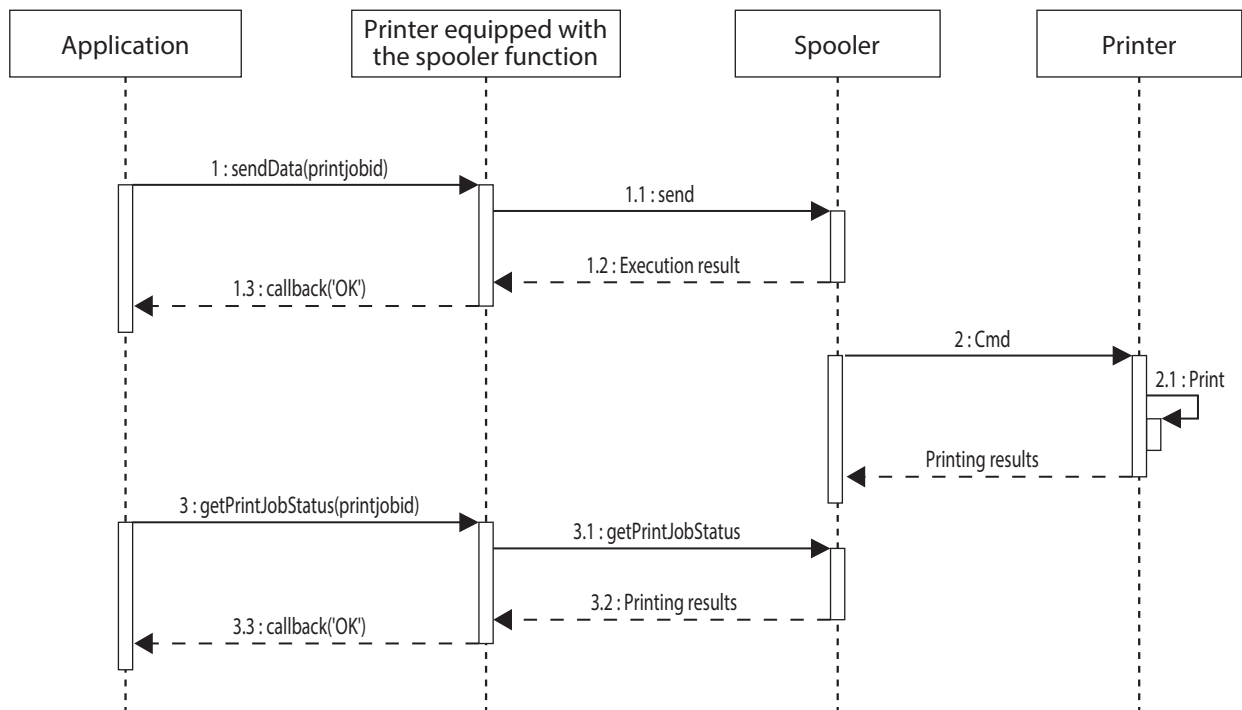 Application
Printer equipped with
the spooler function
Spooler
Printer
1 : sendData(printjobid)
1.1 : send
1.2 : Execution result
1.3 : callback('OK')
2 : Cmd
2.1 : Print
Printing results
3 : getPrintJobStatus(printjobid)
3.1 : getPrintJobStatus
3.2 : Printing results
3.3 : callback('OK')